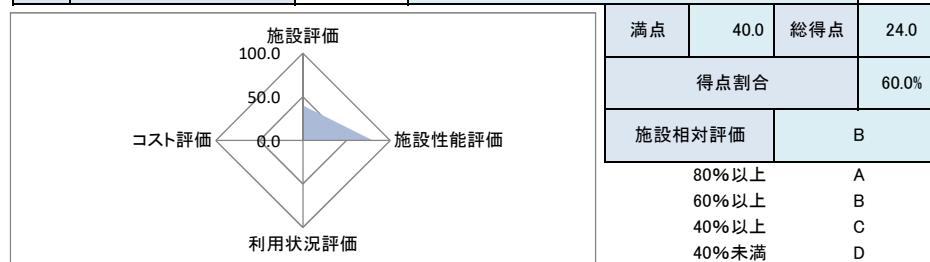 施設評価
100.0
50.0
0.0
コスト評価
施設性能評価
利用状況評価
満点 40.0 総得点 24.0
得点割合 60.0%
施設相対評価 B
80%以上 A
60%以上 B
40%以上 C
40%未満 D